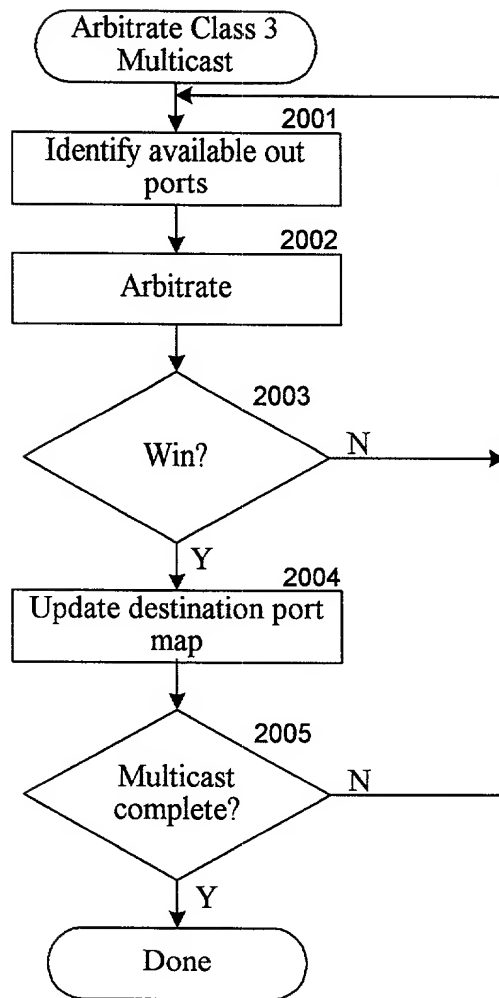 Arbitrate Class 3
Multicast
2001
Identify available out
ports
2002
Arbitrate
2003
Win?
N
Y
2004
Update destination port
map
2005
Multicast
complete?
N
Y
Done